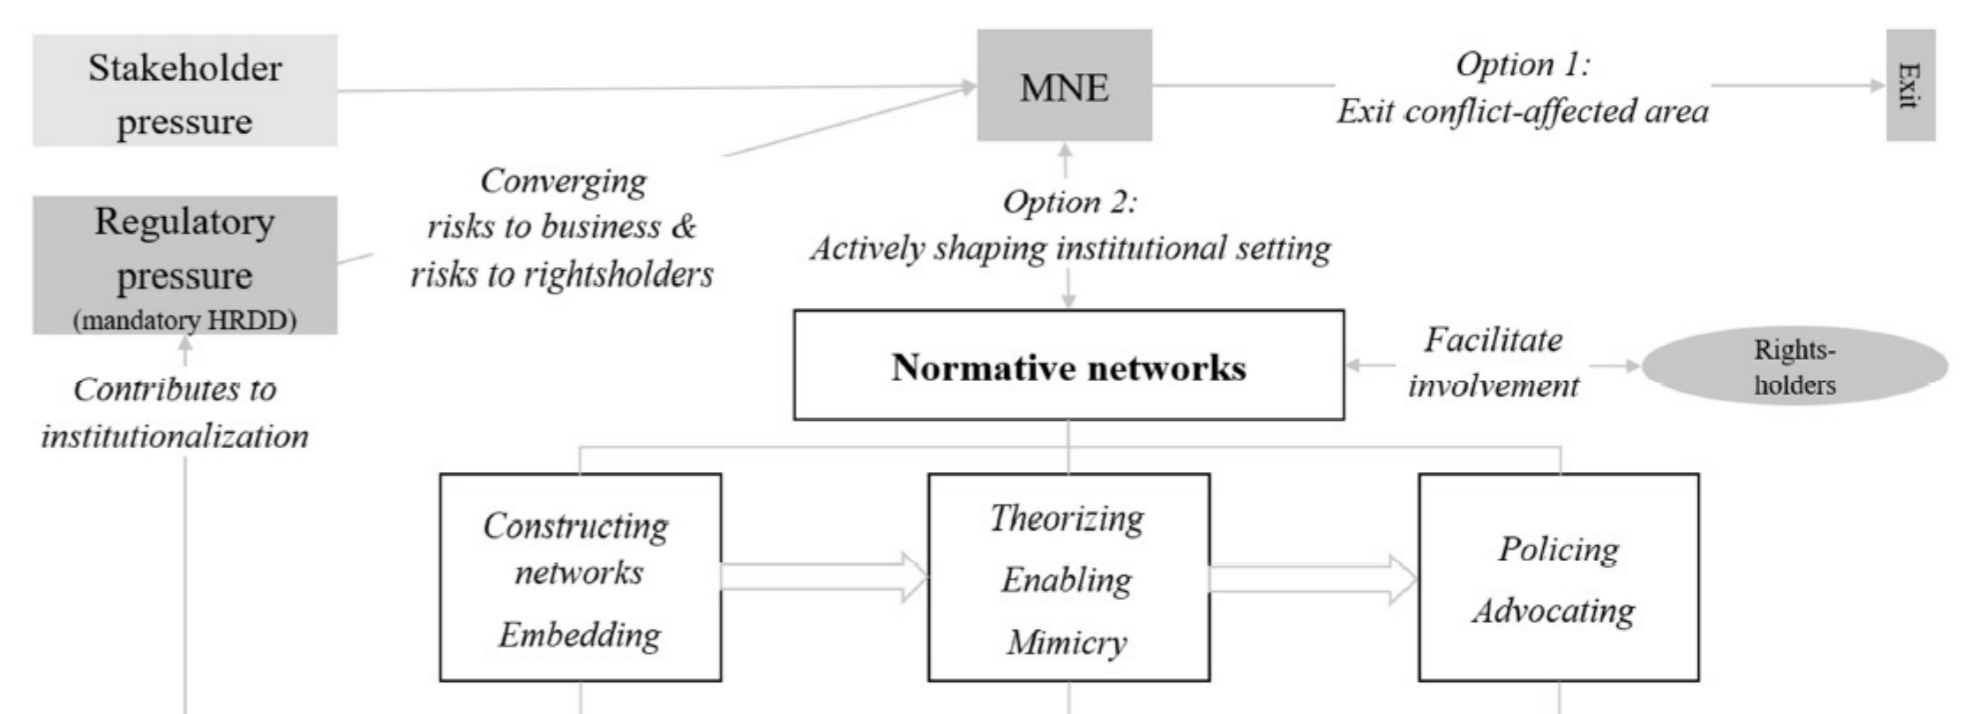 Stakeholder
pressure
MNE
Option 1:
Exit conflict-affected area
Exit
Regulatory
pressure
(mandatory HRDD)
Converging
risks to business &
risks to rightsholders
Option 2:
Actively shaping institutional setting
Contributes to
institutionalization
Normative networks
Facilitate
involvement
Rights-
holders
Constructing
networks
Embedding
Theorizing
Enabling
Mimicry
Policing
Advocating